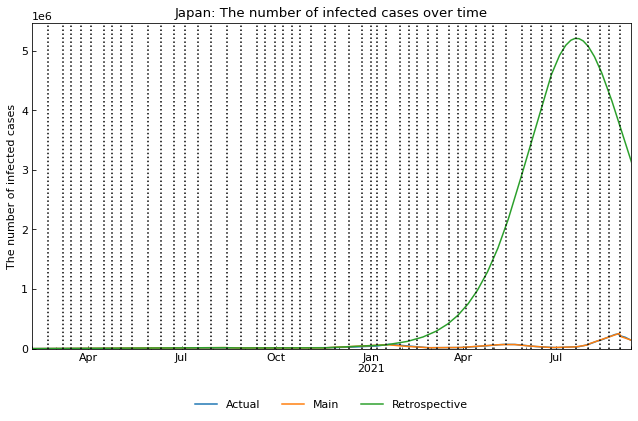 Japan: The number of infected cases over time
1e6
The number of infected cases
5
4
3
2
1
0
Apr Jul Oct Jan Apr Jul
2021
Actual Main Retrospective